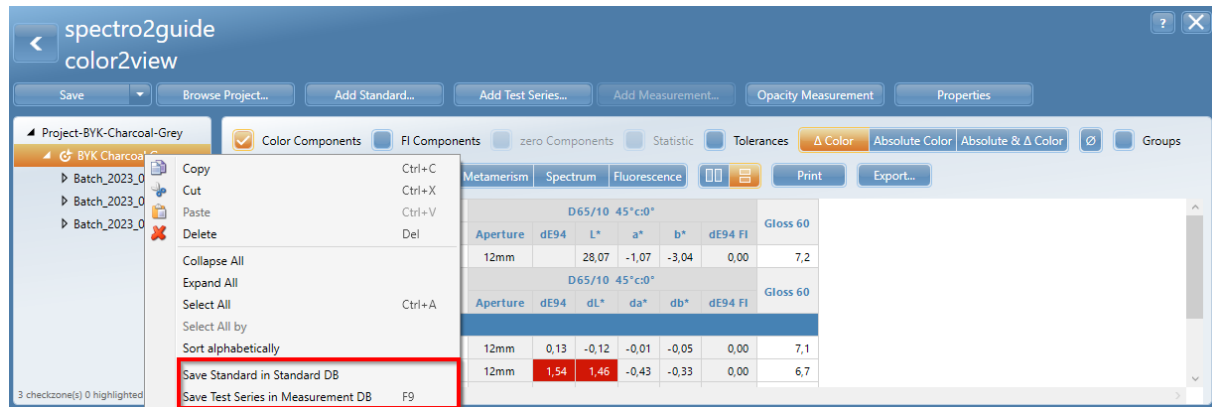 spectro2guide
color2view
?
Save Browse Project... Add Standard... Add Test Series... Add Measurement... Opacity Measurement Properties
Project-BYK-Charcoal-Grey
BYK Charcoal
Batch_2023_0
Batch_2023_0
Batch_2023_0
3 checkzone(s) 0 highlighted
Color Components FI Components zero Components Statistic Tolerances Δ Color Absolute Color Absolute & Δ Color Ø Groups
Metamerism Spectrum Fluorescence Print Export...
Copy Ctrl+C
Cut Ctrl+X
Paste Ctrl+V
Delete Del
Collapse All
Expand All
Select All Ctrl+A
Select All by
Sort alphabetically
Save Standard in Standard DB
Save Test Series in Measurement DB F9
D65/10 45°c:0° Gloss 60
Aperture dE94 L* a* b* dE94 FI
12mm 28,07 -1,07 -3,04 0,00 7,2
D65/10 45°c:0° Gloss 60
Aperture dE94 dL* da* db* dE94 FI
12mm 0,13 -0,12 -0,01 -0,05 0,00 7,1
12mm 1,54 1,46 -0,43 -0,33 0,00 6,7